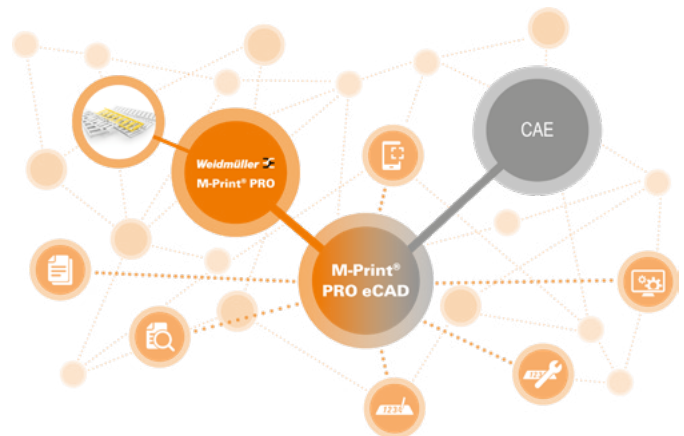 CAE
Weidmüller
M-Print® PRO
M-Print®
PRO eCAD
123
123